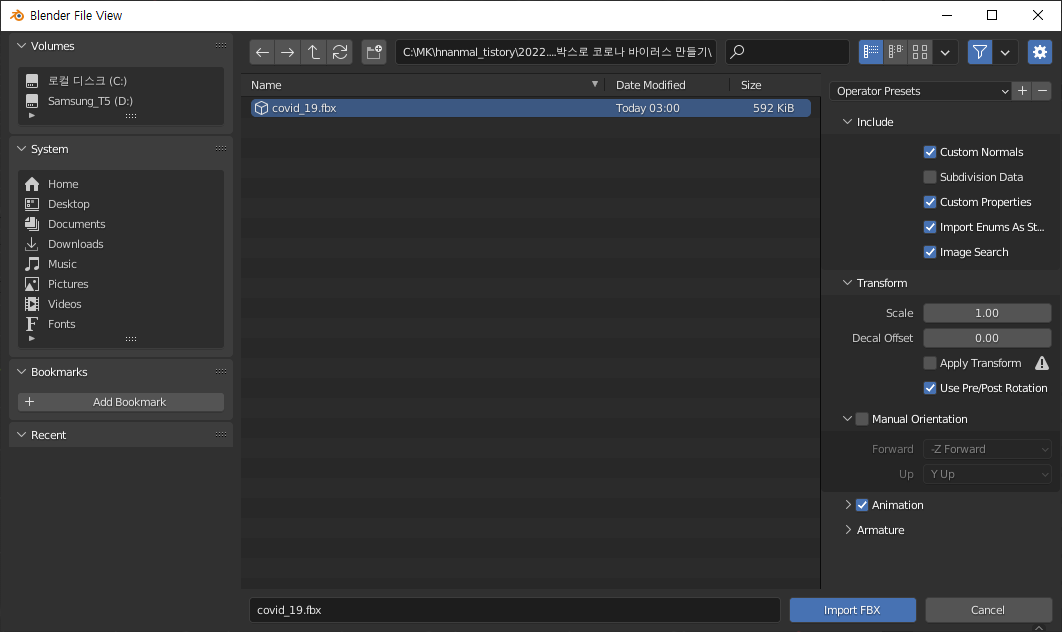 Blender File View
Volumes
로컬 디스크 (C:)
Samsung_T5 (D:)
System
Home
Desktop
Documents
Downloads
Music
Pictures
Videos
Fonts
Bookmarks
Add Bookmark
Recent
C:\MK\hnanmal_tistory\2022....박스로 코로나 바이러스 만들기\
Name Date Modified Size
covid_19.fbx Today 03:00 592 KiB
covid_19.fbx
Operator Presets
Include
Custom Normals
Subdivision Data
Custom Properties
Import Enums As St...
Image Search
Transform
Scale 1.00
Decal Offset 0.00
Apply Transform
Use Pre/Post Rotation
Manual Orientation
Forward -Z Forward
Up Y Up
Animation
Armature
Import FBX Cancel